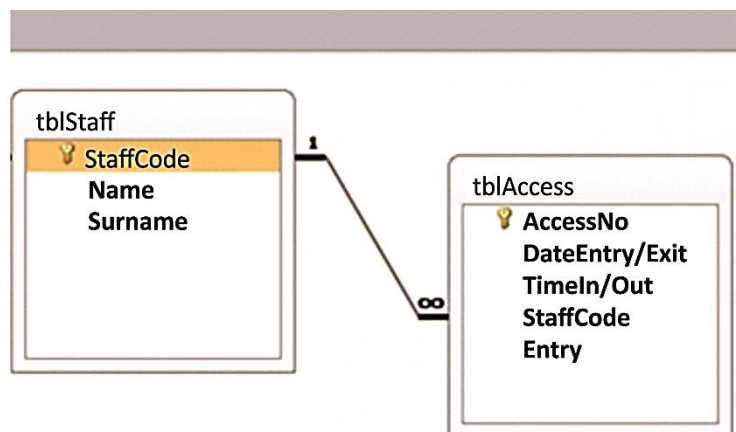 tblStaff
StaffCode
Name
Surname
1
∞
tblAccess
AccessNo
DateEntry/Exit
TimeIn/Out
StaffCode
Entry